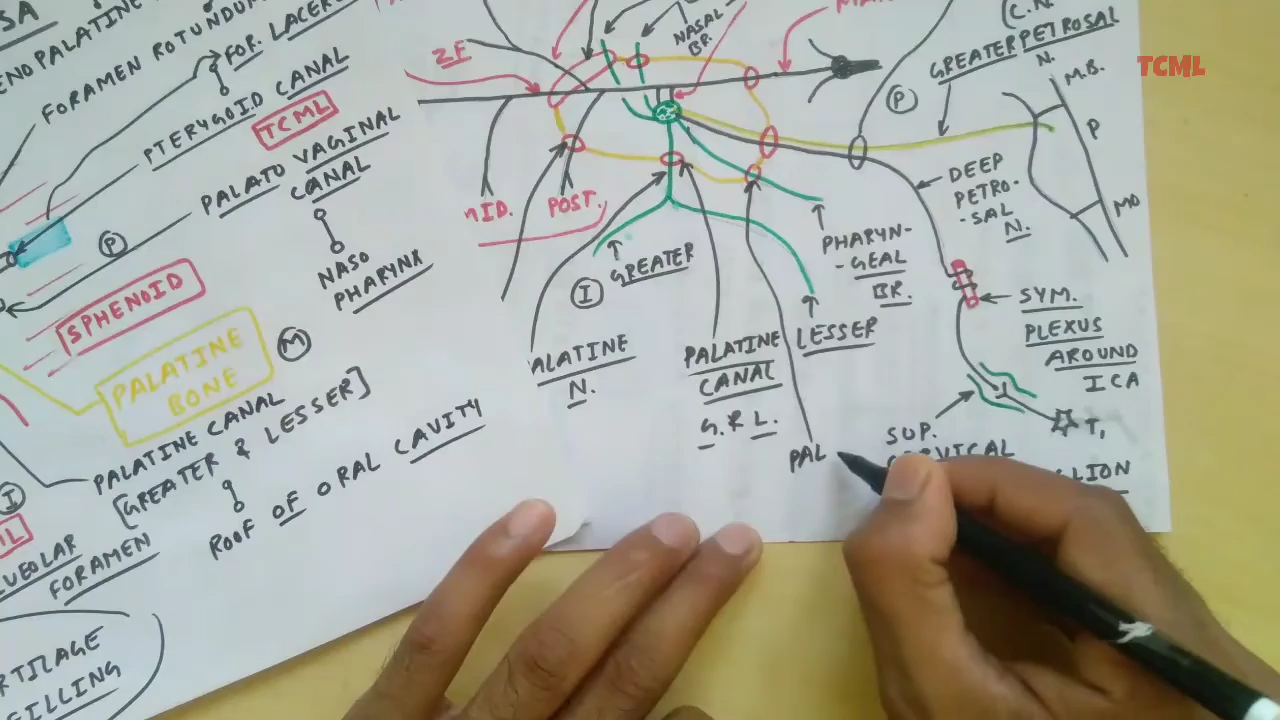 SA
FORAMEN ROTUNDUM
FOR. LACERUM
PTERYGOID CANAL
TCML
PALATO VAGINAL
CANAL
P
NASO
PHARYNX
SPHENOID
PALATINE
BONE
M
PALATINE CANAL
[GREATER & LESSER]
ROOF OF ORAL CAVITY
I
FORAMEN
NASAL
BR
MID.
POST.
I
GREATER
ALATINE
N.
PALATINE
CANAL
G. & L.
PAL
LESSER
PHARYN-
-GEAL
BR.
P
GREATER PETROSAL
N.
M.B.
P
MO
DEEP
PETRO-
-SAL
N.
SYM.
PLEXUS
AROUND
ICA
T₁
SUP.
TCML